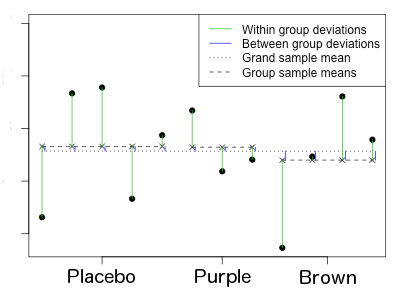 Within group deviations
Between group deviations
Grand sample mean
Group sample means
Placebo Purple Brown